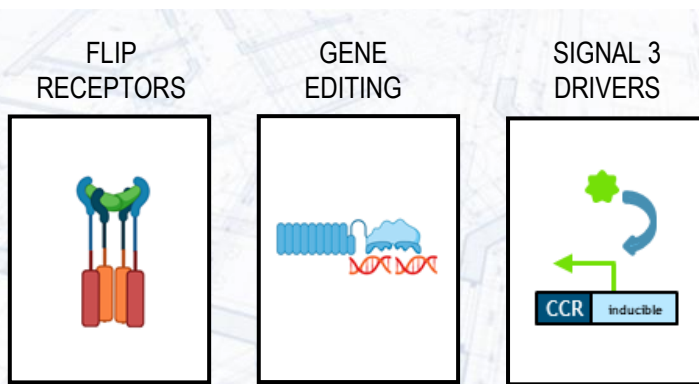 FLIP
RECEPTORS
GENE
EDITING
SIGNAL 3
DRIVERS
CCR inducible